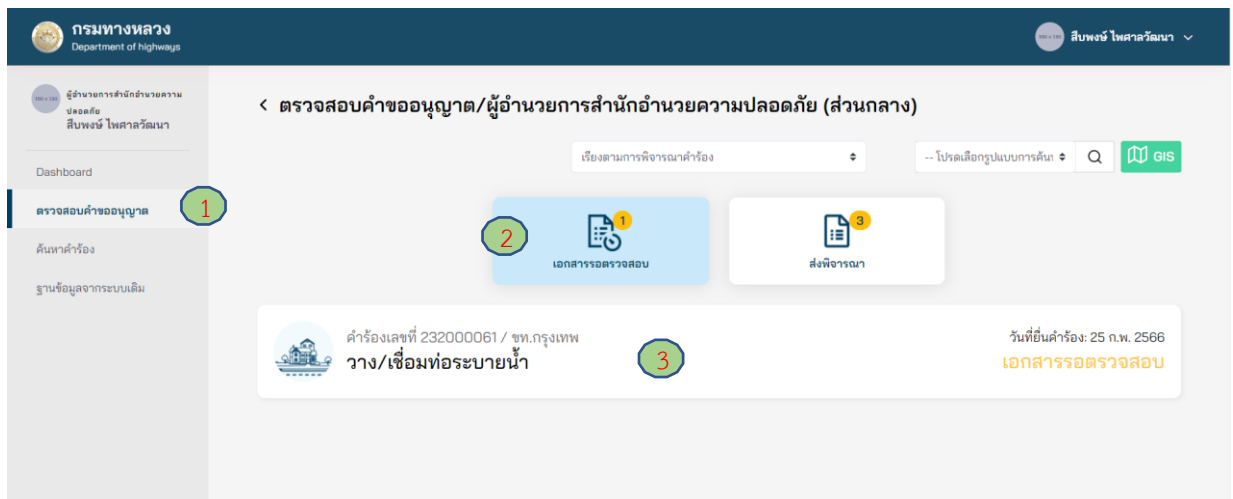 กรมทางหลวง
Department of highways
สืบพงษ์ ไพศาลวัฒนา
ผู้อำนวยการสำนักอำนวยความ
ปลอดภัย
สืบพงษ์ ไพศาลวัฒนา
Dashboard
ตรวจสอบคำขออนุญาต
1
ค้นหาคำร้อง
ฐานข้อมูลจากระบบเดิม
< ตรวจสอบคำขออนุญาต/ผู้อำนวยการสำนักอำนวยความปลอดภัย (ส่วนกลาง)
เรียงตามการพิจารณาคำร้อง
-- โปรดเลือกรูปแบบการค้น
GIS
2
1
เอกสารรอตรวจสอบ
3
ส่งพิจารณา
คำร้องเลขที่ 232000061 / ขท.กรุงเทพ
วาง/เชื่อมท่อระบายน้ำ
3
วันที่ยื่นคำร้อง: 25 ก.พ. 2566
เอกสารรอตรวจสอบ